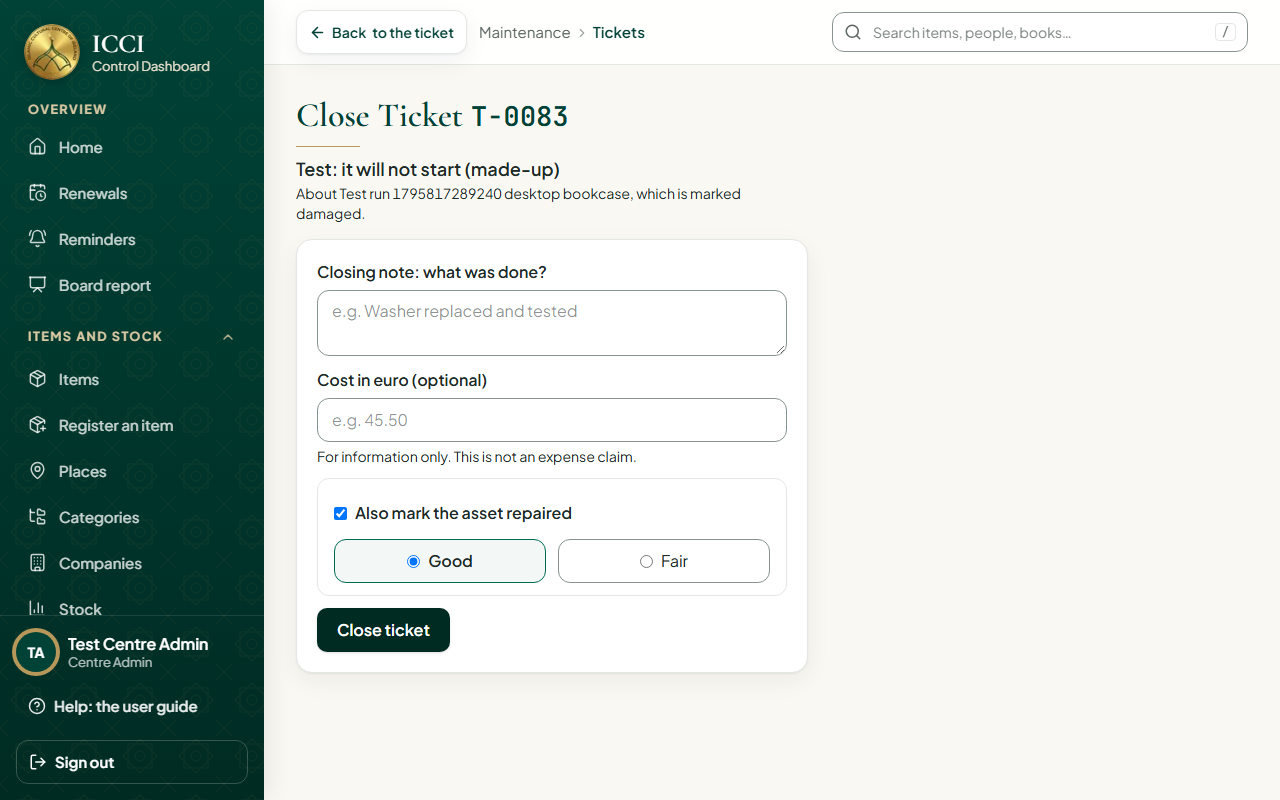 ICCI
Control Dashboard
OVERVIEW
Home
Renewals
Reminders
Board report
ITEMS AND STOCK
Items
Register an item
Places
Categories
Companies
Stock
TA
Test Centre Admin
Centre Admin
Help: the user guide
Sign out
Back to the ticket
Maintenance › Tickets
Search items, people, books...
/
Close Ticket T-0083
Test: it will not start (made-up)
About Test run 1795817289240 desktop bookcase, which is marked
damaged.
Closing note: what was done?
e.g. Washer replaced and tested
Cost in euro (optional)
e.g. 45.50
For information only. This is not an expense claim.
Also mark the asset repaired
Good
Fair
Close ticket